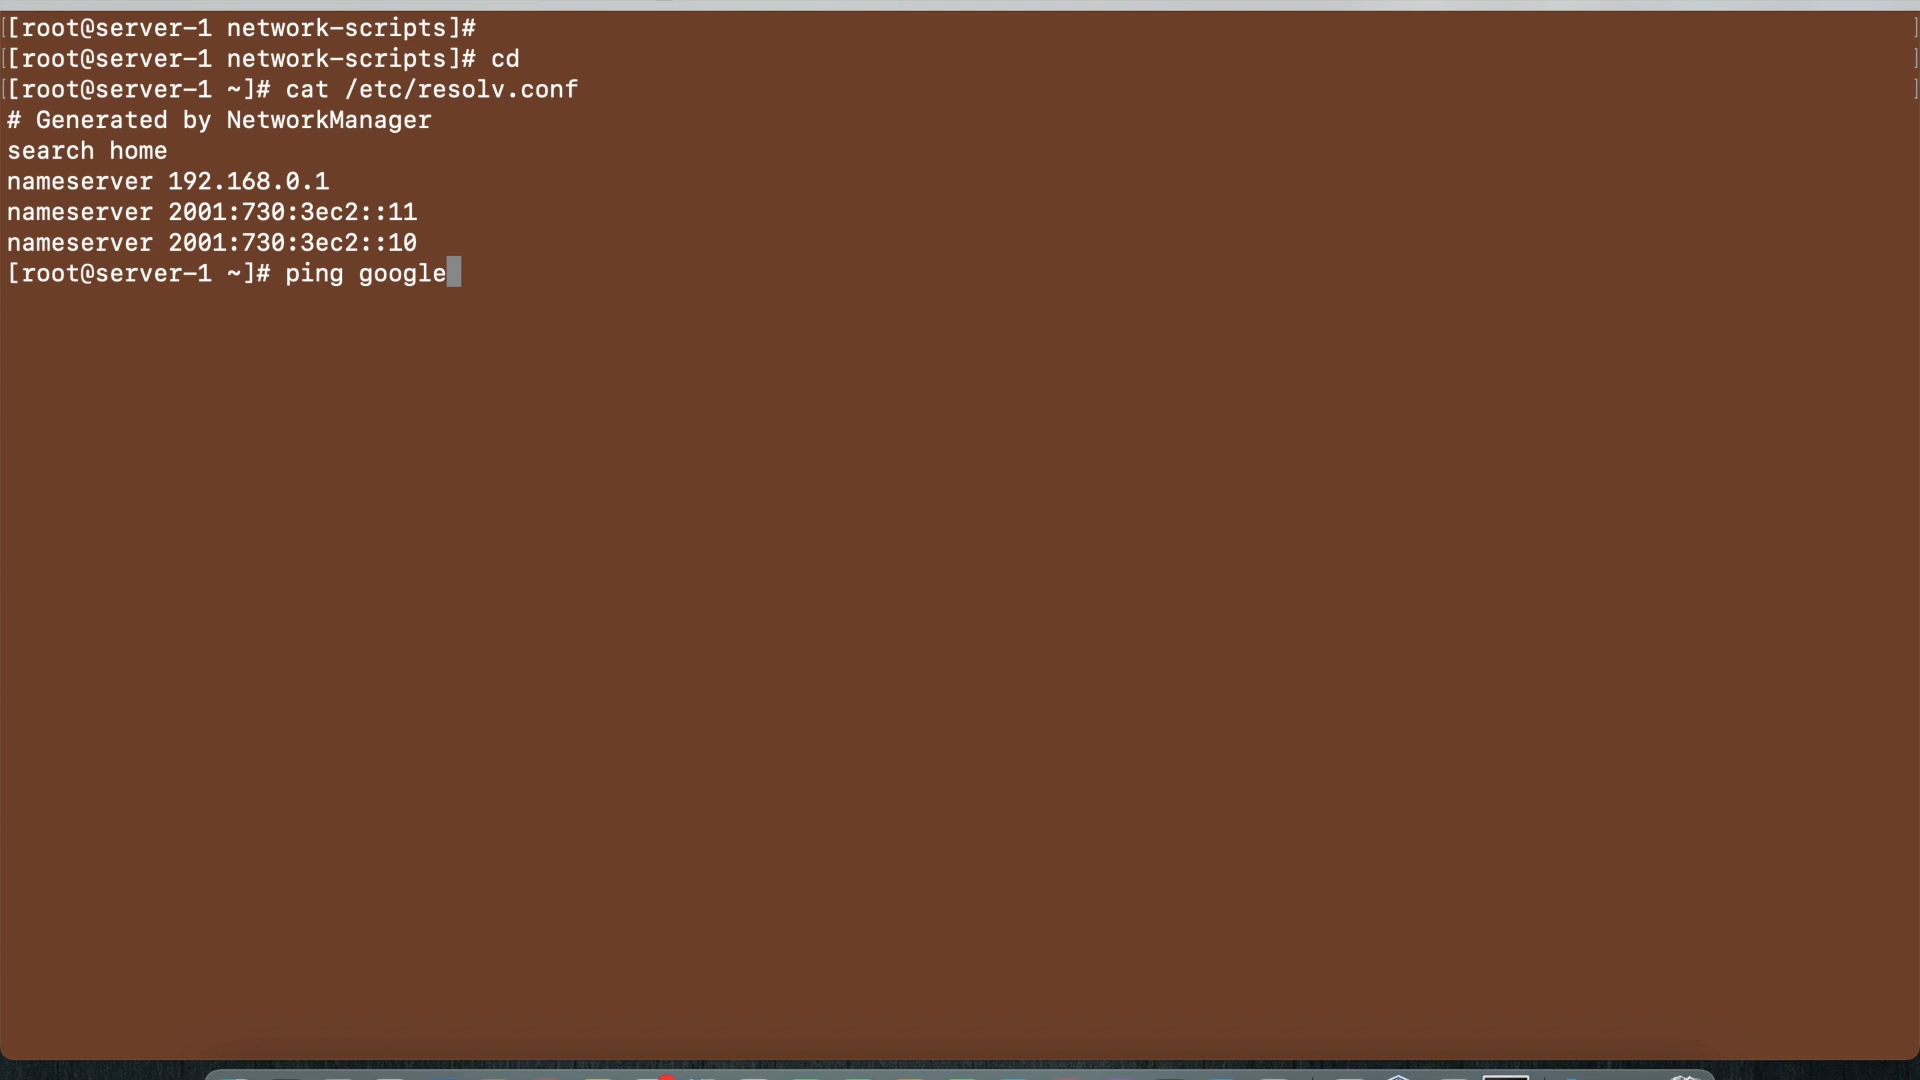 [[root@server-1 network-scripts]# ]
[[root@server-1 network-scripts]# cd ]
[[root@server-1 ~]# cat /etc/resolv.conf ]
# Generated by NetworkManager
search home
nameserver 192.168.0.1
nameserver 2001:730:3ec2::11
nameserver 2001:730:3ec2::10
[root@server-1 ~]# ping google